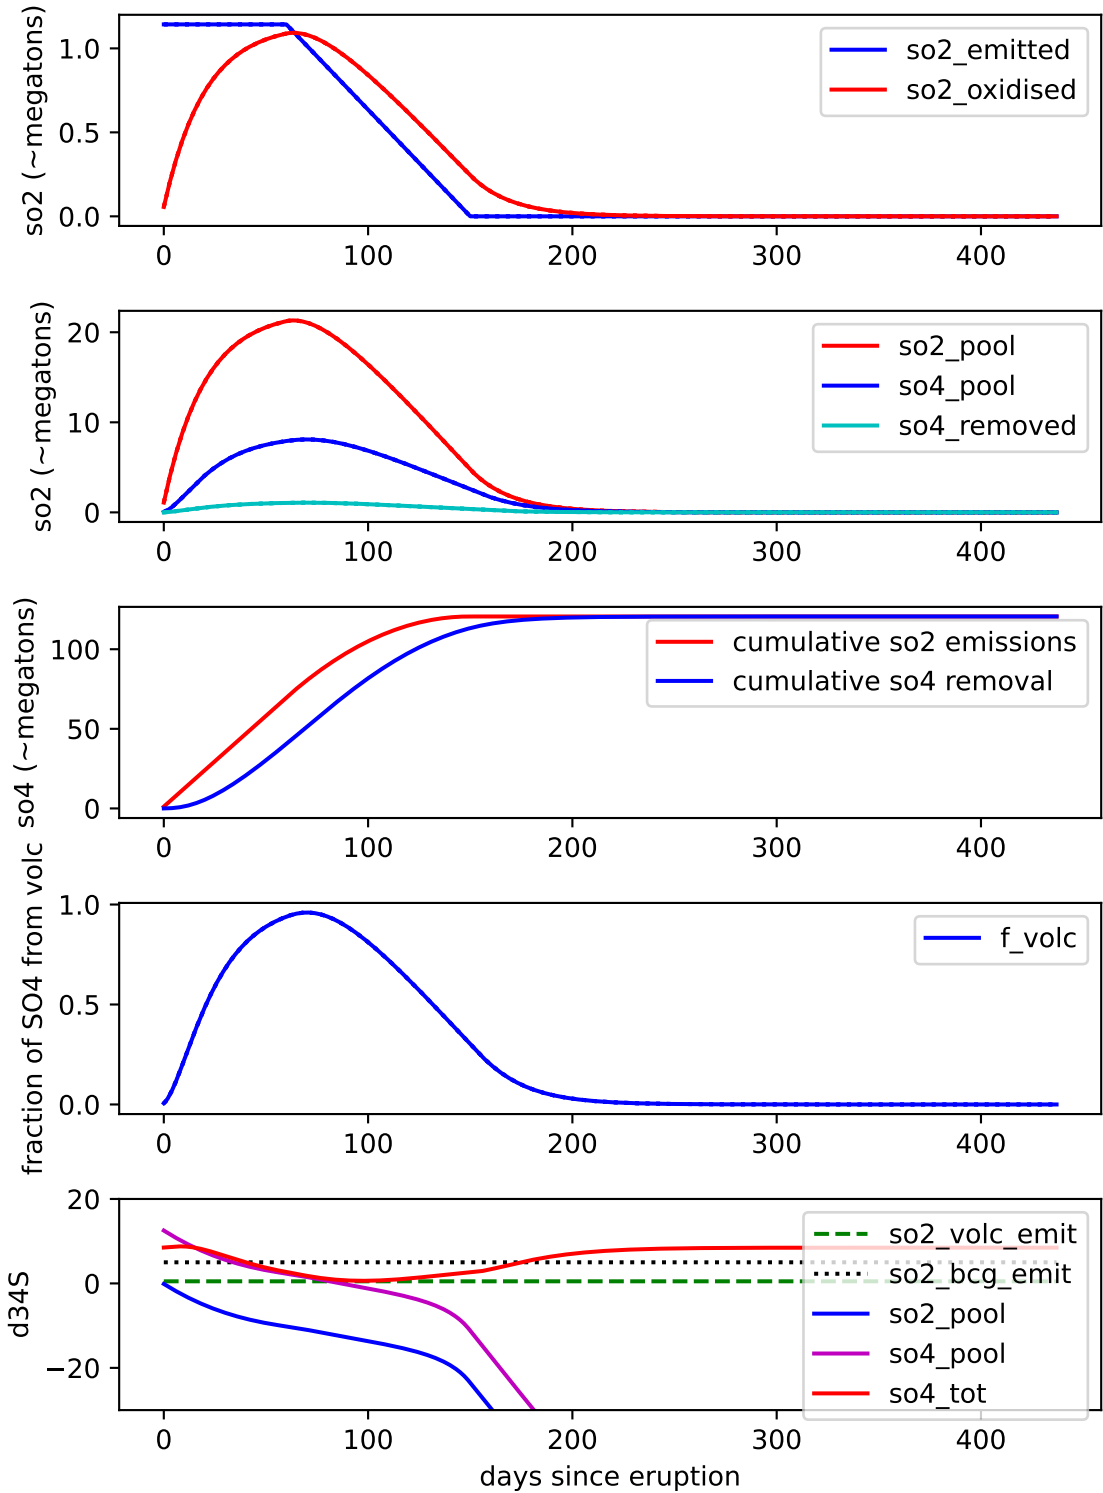 so2 (~megatons)
1.0
0.5
0.0
so2_emitted
so2_oxidised
0 100 200 300 400
so2 (~megatons)
20
10
0
so2_pool
so4_pool
so4_removed
0 100 200 300 400
so4 (~megatons)
100
50
0
cumulative so2 emissions
cumulative so4 removal
0 100 200 300 400
fraction of SO4 from volc
1.0
0.5
0.0
f_volc
0 100 200 300 400
d34S
20
0
−20
so2_volc_emit
so2_bcg_emit
so2_pool
so4_pool
so4_tot
0 100 200 300 400
days since eruption